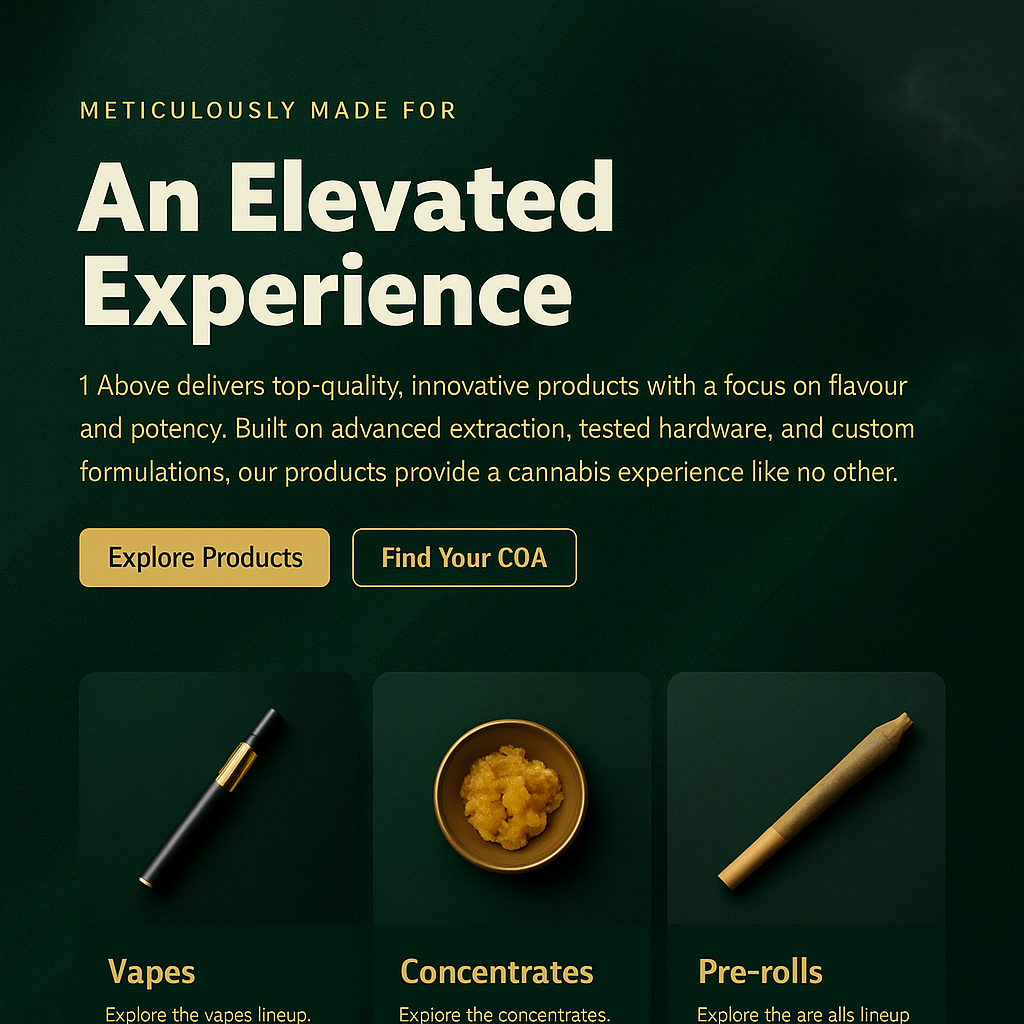 METICULOUSLY MADE FOR
An Elevated
Experience
1 Above delivers top-quality, innovative products with a focus on flavour
and potency. Built on advanced extraction, tested hardware, and custom
formulations, our products provide a cannabis experience like no other.
Explore Products
Find Your COA
Vapes
Concentrates
Pre-rolls
Explore the vapes lineup.
Expiore the concentrates.
Explore the are alls lineup